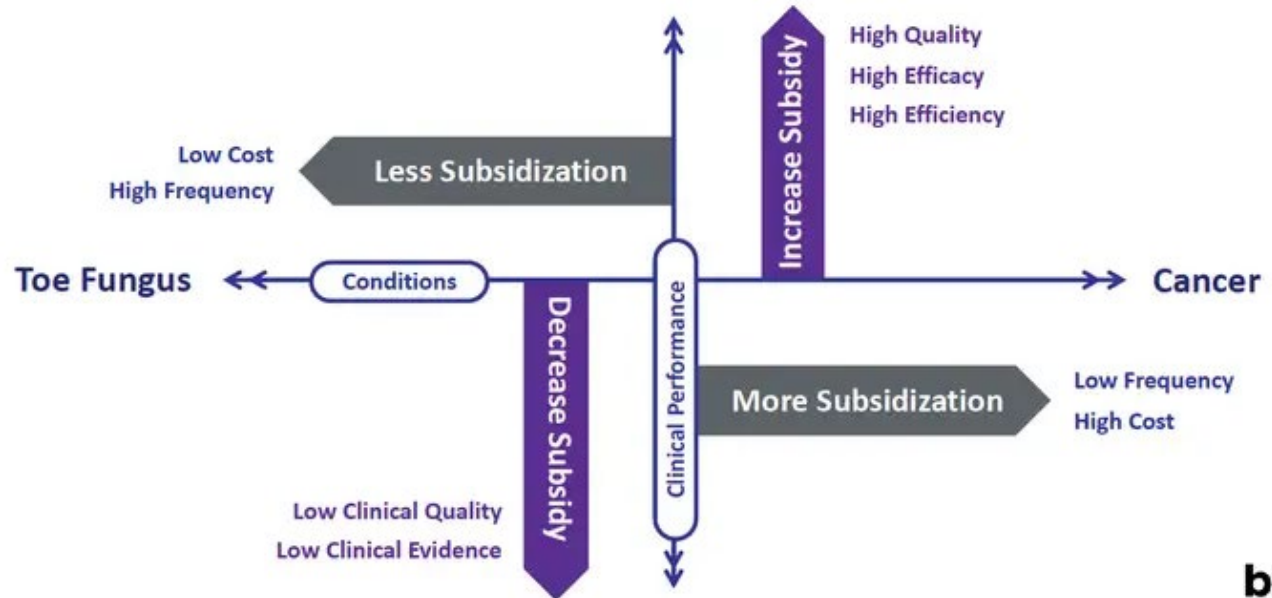 High Quality
High Efficacy
High Efficiency
Increase Subsidy
Low Cost
High Frequency
Less Subsidization
Toe Fungus
Conditions
Cancer
Clinical Performance
Decrease Subsidy
More Subsidization
Low Frequency
High Cost
Low Clinical Quality
Low Clinical Evidence
b